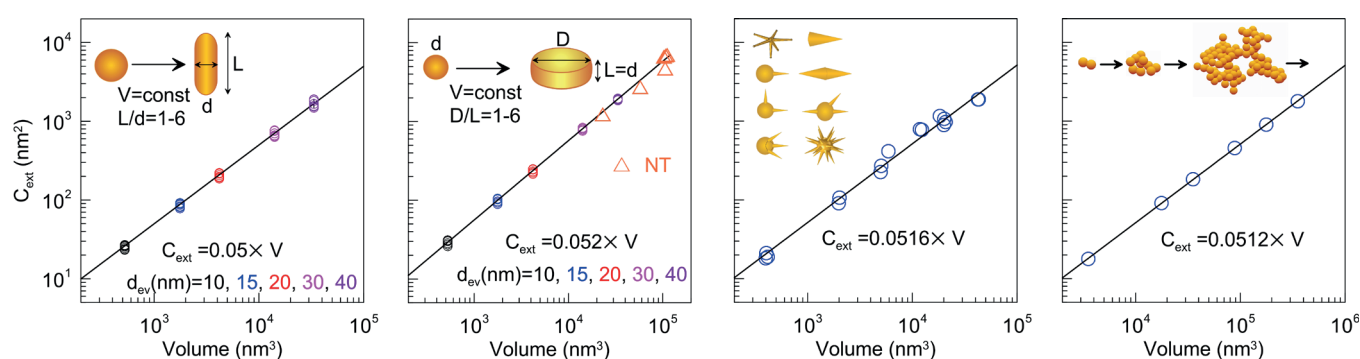 C_ext (nm²)
10⁴
10³
10²
10¹
L
d
V=const
L/d=1-6
C_ext =0.05× V
d_ev(nm)=10, 15, 20, 30, 40
10³ 10⁴ 10⁵
Volume (nm³)
d
D
L=d
V=const
D/L=1-6
NT
C_ext =0.052× V
d_ev(nm)=10, 15, 20, 30, 40
10³ 10⁴ 10⁵
Volume (nm³)
C_ext =0.0516× V
10³ 10⁴ 10⁵
Volume (nm³)
C_ext =0.0512× V
10⁴ 10⁵ 10⁶
Volume (nm³)